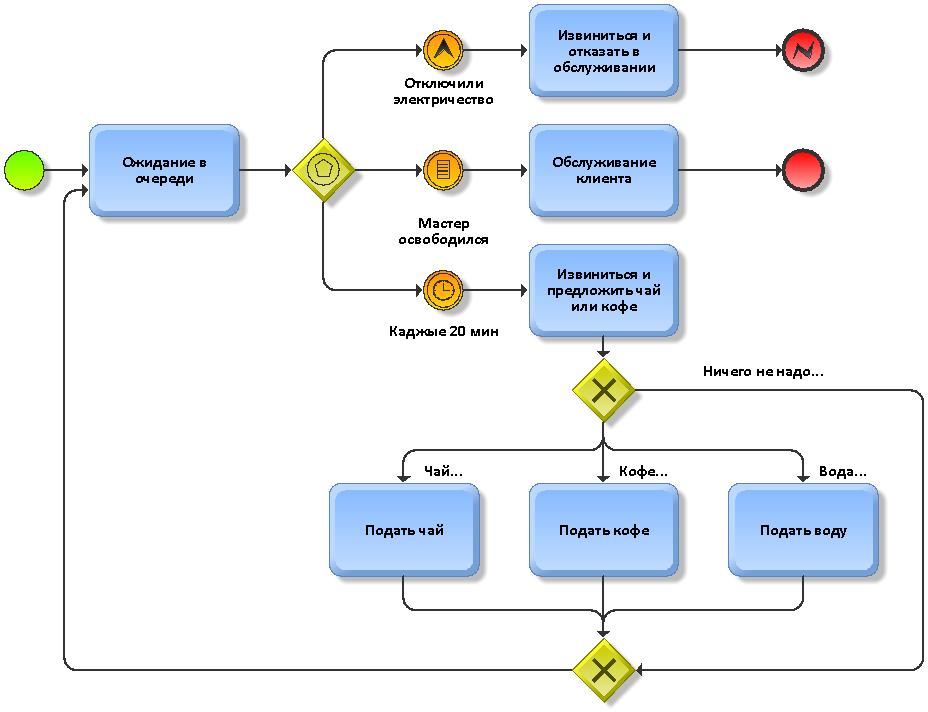 Извиниться и
отказать в
обслуживании
Отключили
электричество
Ожидание в
очереди
Обслуживание
клиента
Мастер
освободился
Извиниться и
предложить чай
или кофе
Каджые 20 мин
Ничего не надо...
Чай...
Кофе...
Вода...
Подать чай
Подать кофе
Подать воду